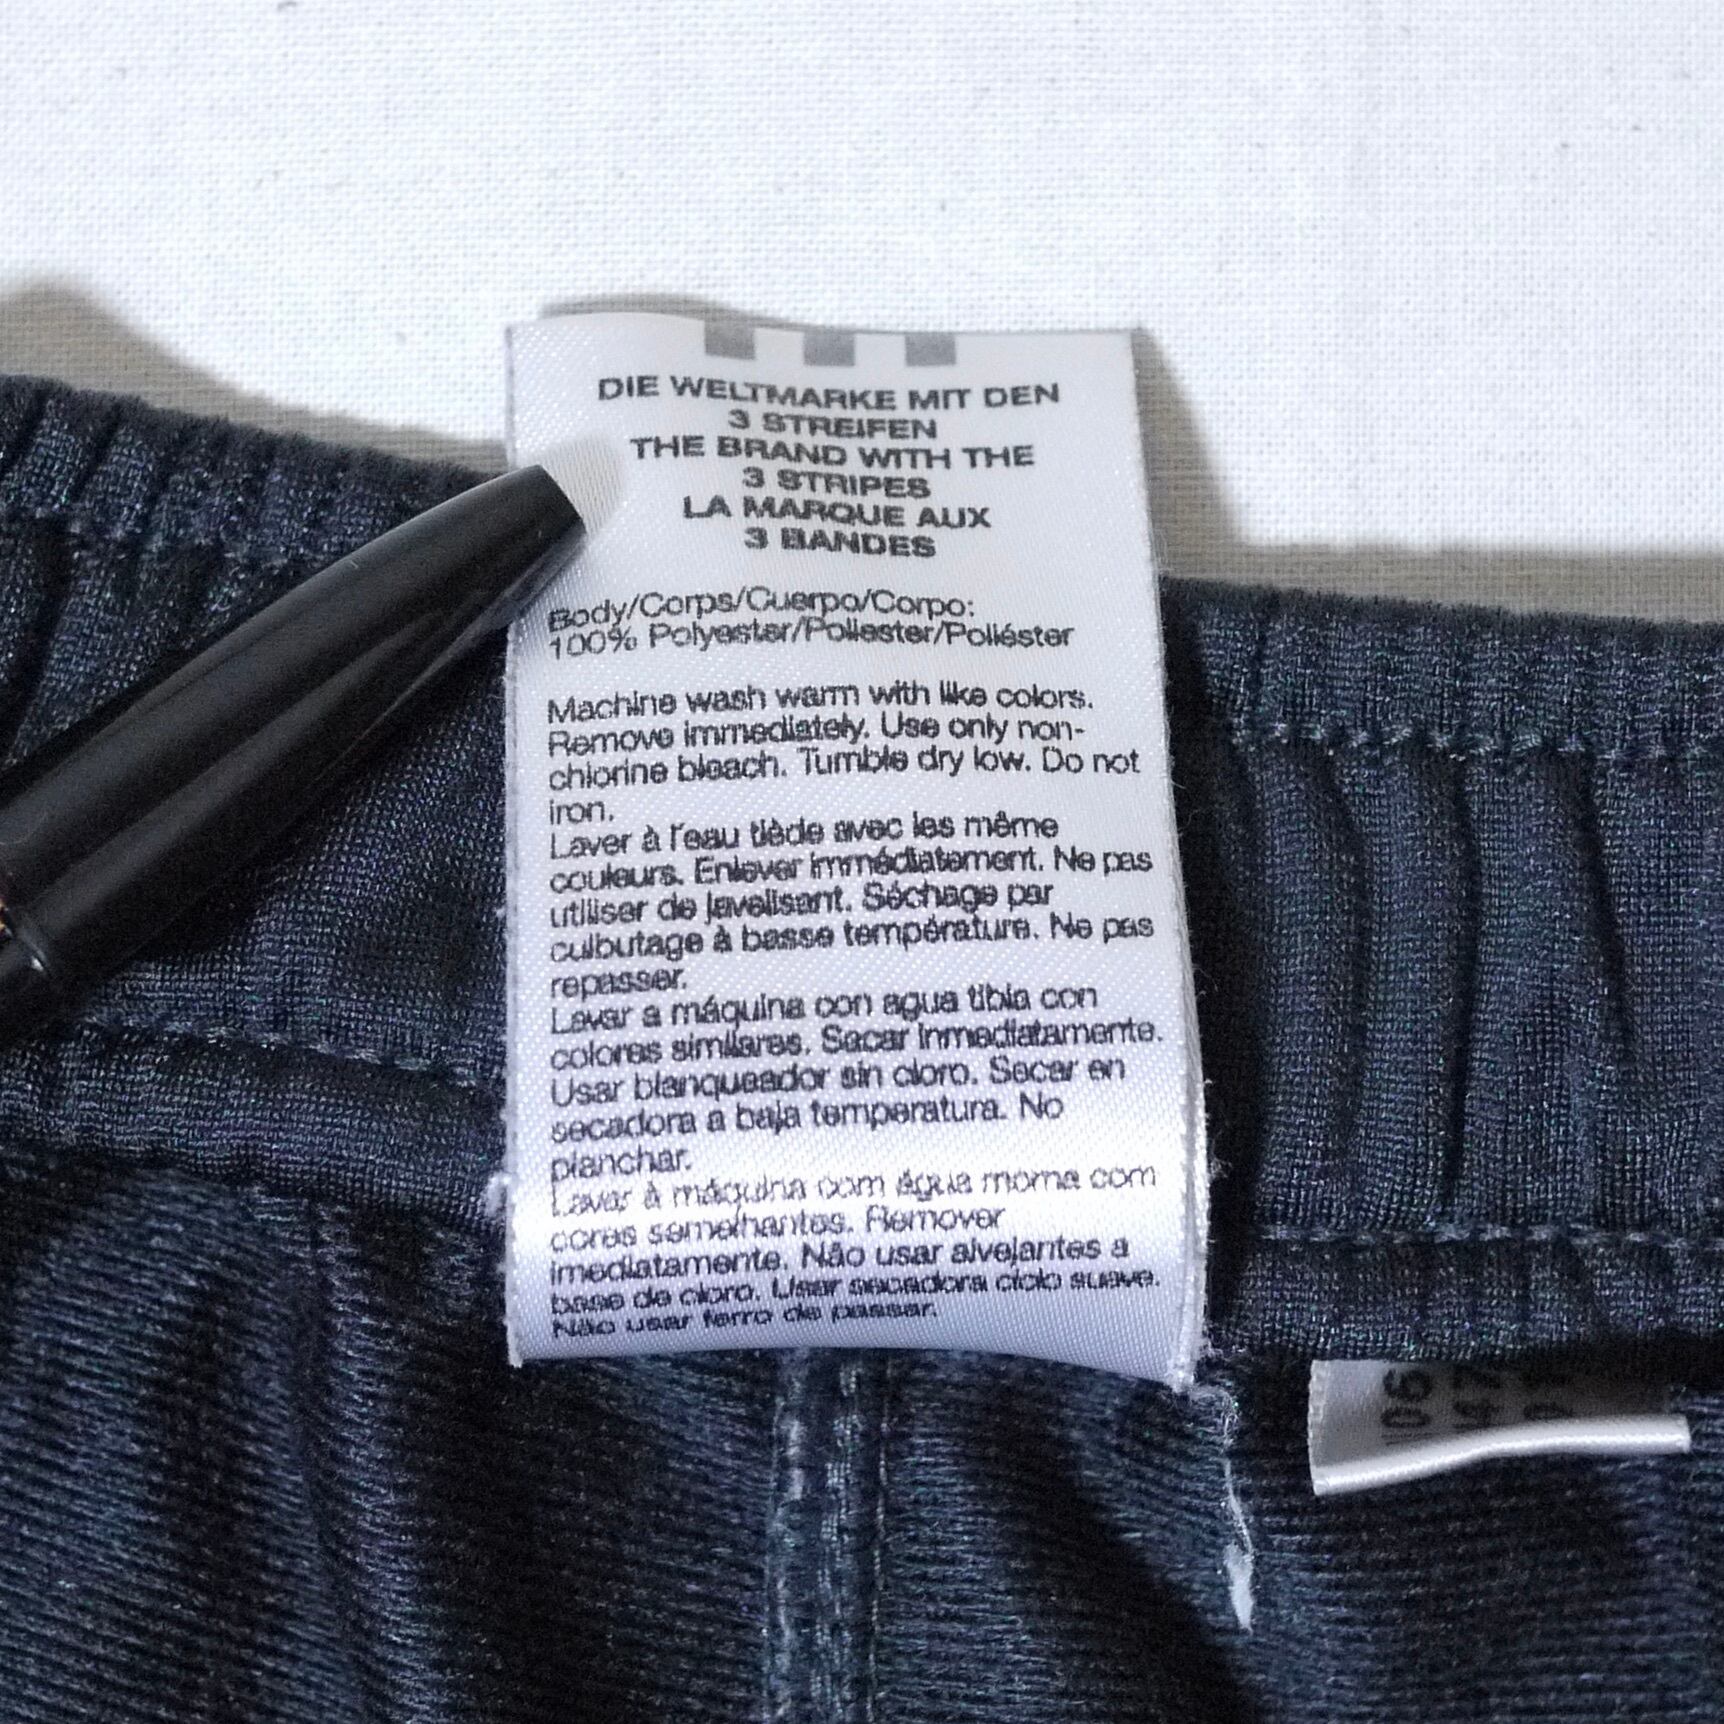 DIE WELTMARKE MIT DEN
3 STREIFEN
THE BRAND WITH THE
3 STRIPES
LA MARQUE AUX
3 BANDES
Body/Corps/Cuerpo/Corpo:
100% Polyester/Poliester/Poliéster
Machine wash warm with like colors.
Remove immediately. Use only non-
chlorine bleach. Tumble dry low. Do not
iron.
Laver à l'eau tiède avec les même
couleurs. Enlever immédiatement. Ne pas
utiliser de javelisant. Séchage par
culbutage à basse température. Ne pas
repasser.
Lavar a máquina con agua tibia con
colores similares. Sacar inmediatamente.
Usar blanqueador sin cloro. Secar en
secadora a baja temperatura. No
planchar.
Lavar à máquina com água morna com
cores semelhantes. Remover
imediatamente. Não usar alvejantes a
base de cloro. Usar secadora ciclo suave.
Não usar ferro de passar.